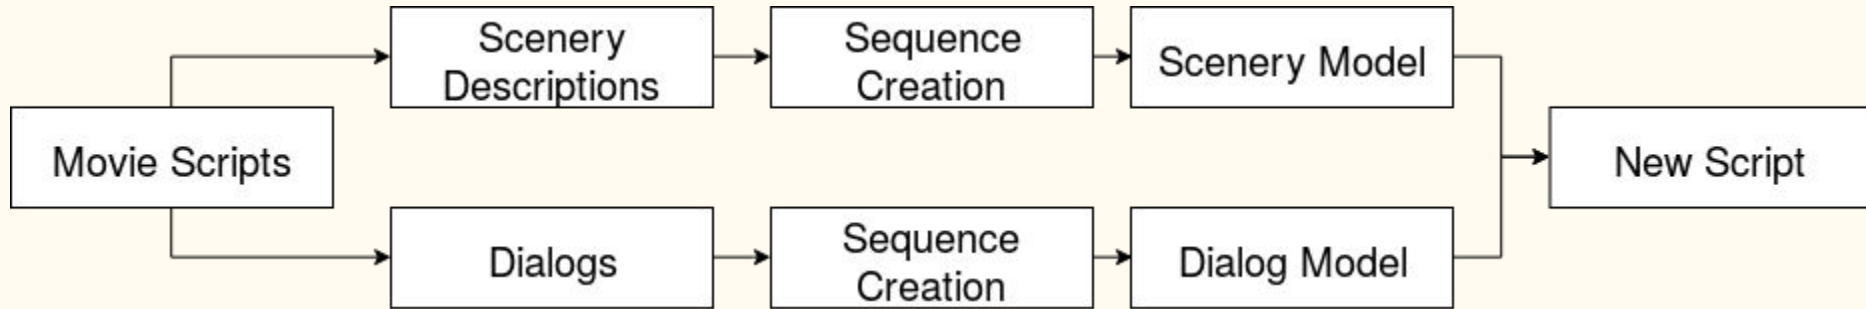 Movie Scripts
Scenery
Descriptions
Sequence
Creation
Scenery Model
Dialogs
Sequence
Creation
Dialog Model
New Script